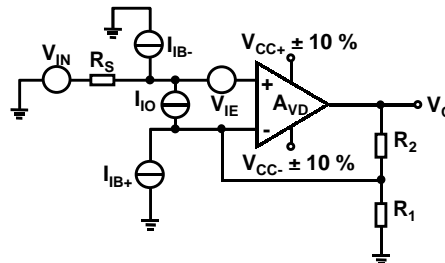 I_IB-
V_CC+ ± 10 %
V_IN
R_S
I_IO
V_IE
+
A_VD
-
V_O
R_2
I_IB+
V_CC- ± 10 %
R_1